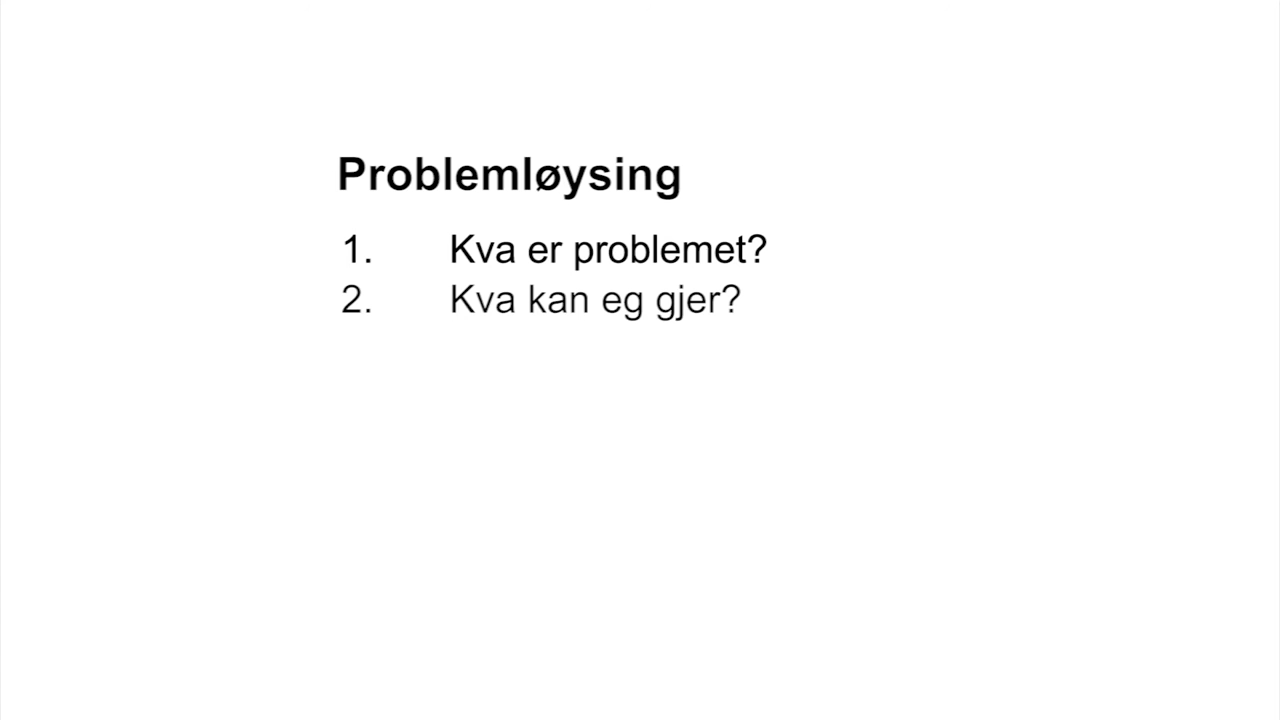 Problemløysing
1. Kva er problemet?
2. Kva kan eg gjer?